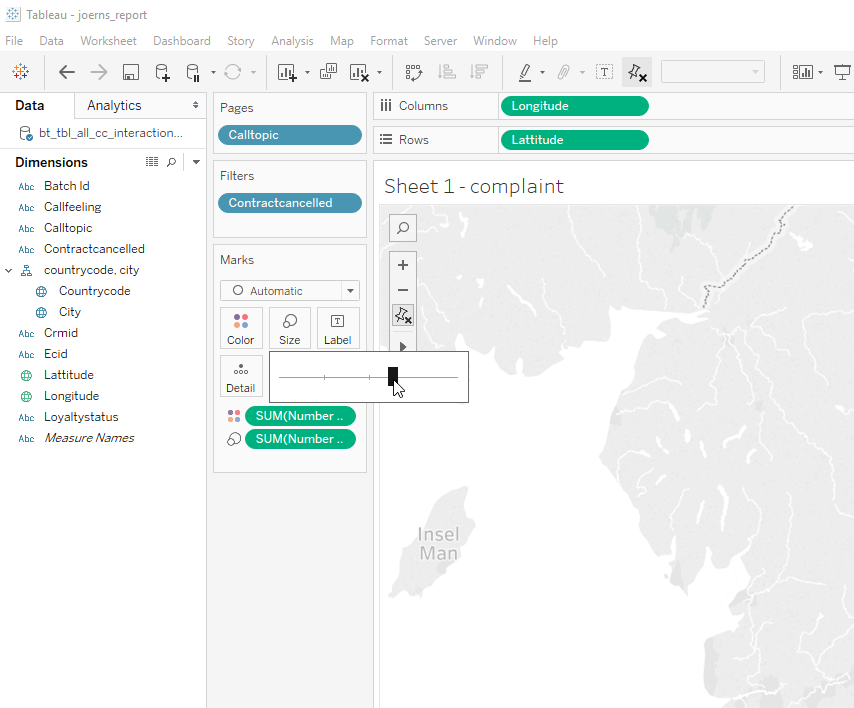 Tableau - joerns_report
File Data Worksheet Dashboard Story Analysis Map Format Server Window Help
Data Analytics
bt_tbl_all_cc_interaction...
Dimensions
Abc Batch Id
Abc Callfeeling
Abc Calltopic
Abc Contractcancelled
countrycode, city
Countrycode
City
Abc Crmid
Abc Ecid
Lattitude
Longitude
Abc Loyaltystatus
Abc Measure Names
Pages
Calltopic
Filters
Contractcancelled
Marks
Automatic
Color Size Label
Detail
SUM(Number ..
SUM(Number ..
Columns Longitude
Rows Lattitude
Sheet 1 - complaint
Insel
Man